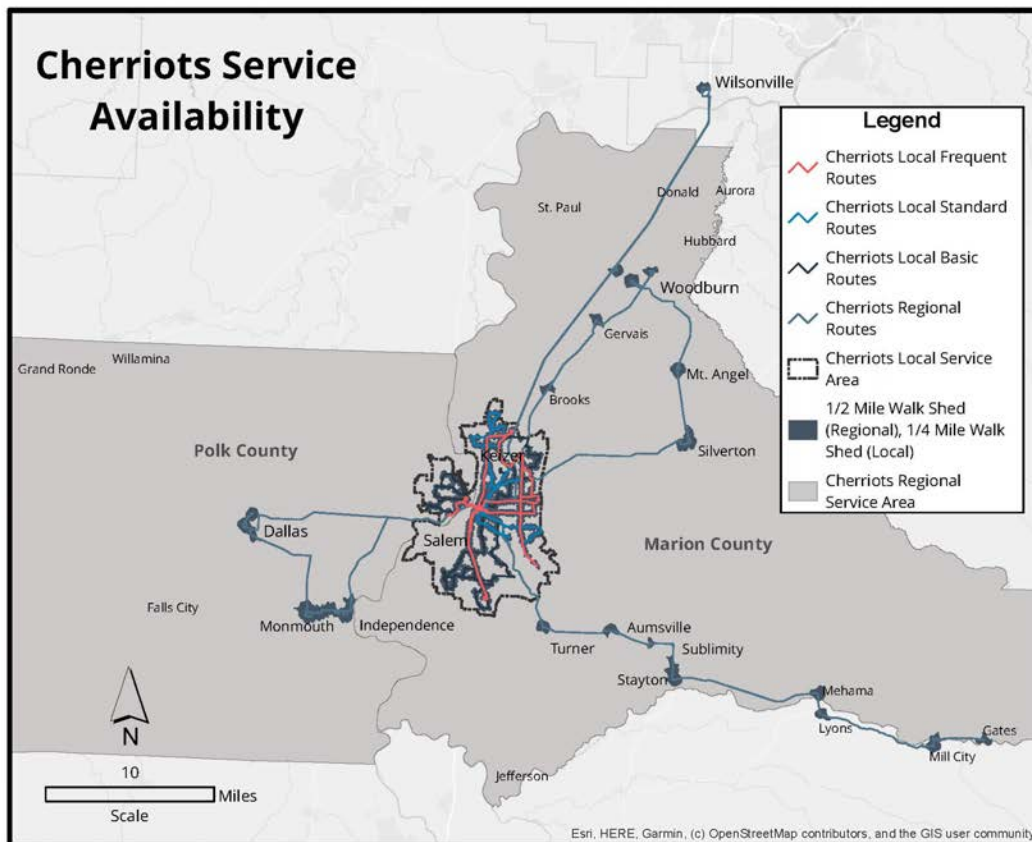 Cherriots Service
Availability
Wilsonville
Legend
Cherriots Local Frequent
Routes
Cherriots Local Standard
Routes
Cherriots Local Basic
Routes
Cherriots Regional
Routes
Cherriots Local Service
Area
1/2 Mile Walk Shed
(Regional), 1/4 Mile Walk
Shed (Local)
Cherriots Regional
Service Area
Donald
Aurora
St. Paul
Hubbard
Woodburn
Gervais
Willamina
Grand Ronde
Mt. Angel
Brooks
Polk County
Keizer
Silverton
Dallas
Salem
Marion County
Falls City
Monmouth
Independence
Aumsville
Turner
Sublimity
Stayton
Mehama
Lyons
Gates
Mill City
Jefferson
N
10
Miles
Scale
Esri, HERE, Garmin, (c) OpenStreetMap contributors, and the GIS user community